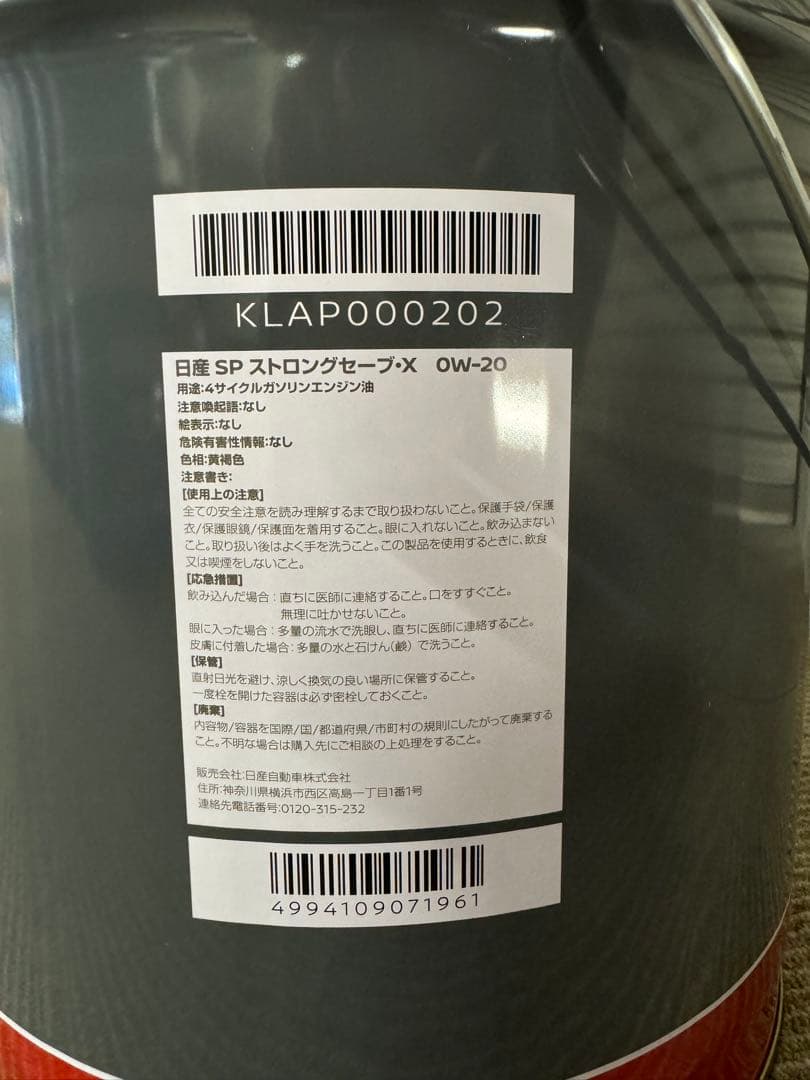 KLAP000202
日産 SP ストロングセーブ・X 0W-20
用途:4サイクルガソリンエンジン油
注意喚起語:なし
絵表示:なし
危険有害性情報:なし
色相:黄褐色
注意書き:
[使用上の注意]
全ての安全注意を読み理解するまで取り扱わないこと。保護手袋/保護
衣/保護眼鏡/保護面を着用すること。眼に入れないこと。飲み込まない
こと。取り扱い後はよく手を洗うこと。この製品を使用するときに、飲食
又は喫煙をしないこと。
[応急措置]
飲み込んだ場合:直ちに医師に連絡すること。口をすすぐこと。
無理に吐かせないこと。
眼に入った場合:多量の流水で洗眼し、直ちに医師に連絡すること。
皮膚に付着した場合:多量の水と石けん(鹸)で洗うこと。
[保管]
直射日光を避け、涼しく換気の良い場所に保管すること。
一度栓を開けた容器は必ず密栓しておくこと。
[廃棄]
内容物/容器を国際/国/都道府県/市町村の規則にしたがって廃棄する
こと。不明な場合は購入先にご相談の上処理をすること。
販売会社:日産自動車株式会社
住所:神奈川県横浜市西区高島一丁目1番1号
連絡先電話番号:0120-315-232
4994109071961